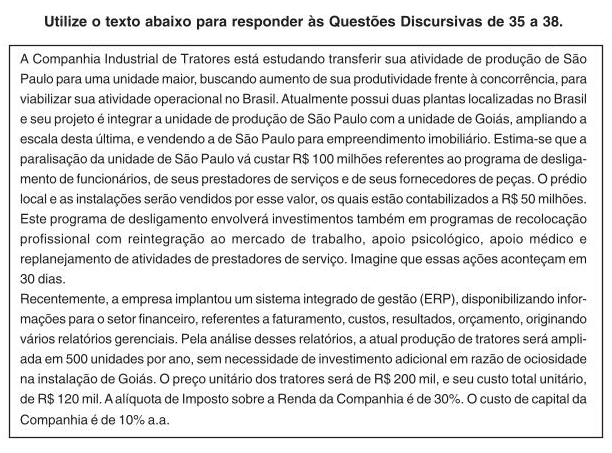 Utilize o texto abaixo para responder às Questões Discursivas de 35 a 38.
A Companhia Industrial de Tratores está estudando transferir sua atividade de produção de São
Paulo para uma unidade maior, buscando aumento de sua produtividade frente à concorrência, para
viabilizar sua atividade operacional no Brasil. Atualmente possui duas plantas localizadas no Brasil
e seu projeto é integrar a unidade de produção de São Paulo com a unidade de Goiás, ampliando a
escala desta última, e vendendo a de São Paulo para empreendimento imobiliário. Estima-se que a
paralisação da unidade de São Paulo vá custar R$ 100 milhões referentes ao programa de desliga-
mento de funcionários, de seus prestadores de serviços e de seus fornecedores de peças. O prédio
local e as instalações serão vendidos por esse valor, os quais estão contabilizados a R$ 50 milhões.
Este programa de desligamento envolverá investimentos também em programas de recolocação
profissional com reintegração ao mercado de trabalho, apoio psicológico, apoio médico e
replanejamento de atividades de prestadores de serviço. Imagine que essas ações aconteçam em
30 dias.
Recentemente, a empresa implantou um sistema integrado de gestão (ERP), disponibilizando infor-
mações para o setor financeiro, referentes a faturamento, custos, resultados, orçamento, originando
vários relatórios gerenciais. Pela análise desses relatórios, a atual produção de tratores será ampli-
ada em 500 unidades por ano, sem necessidade de investimento adicional em razão de ociosidade
na instalação de Goiás. O preço unitário dos tratores será de R$ 200 mil, e seu custo total unitário,
de R$ 120 mil. A alíquota de Imposto sobre a Renda da Companhia é de 30%. O custo de capital da
Companhia é de 10% a.a.